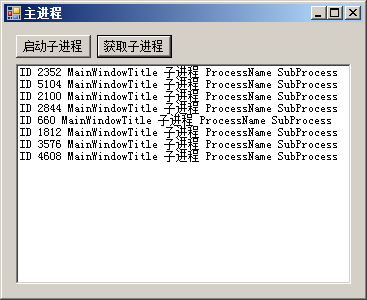 主进程
启动子进程 获取子进程
ID 2352 MainWindowTitle 子进程 ProcessName SubProcess
ID 5104 MainWindowTitle 子进程 ProcessName SubProcess
ID 2100 MainWindowTitle 子进程 ProcessName SubProcess
ID 2844 MainWindowTitle 子进程 ProcessName SubProcess
ID 660 MainWindowTitle 子进程 ProcessName SubProcess
ID 1812 MainWindowTitle 子进程 ProcessName SubProcess
ID 3576 MainWindowTitle 子进程 ProcessName SubProcess
ID 4608 MainWindowTitle 子进程 ProcessName SubProcess